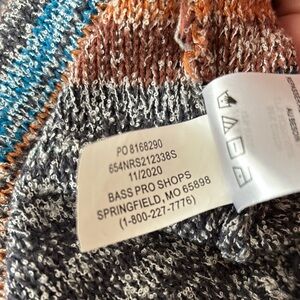 PO 8168290
654NRS212338S
11/2020
BASS PRO SHOPS
SPRINGFIELD, MO 65898
(1-800-227-7776)